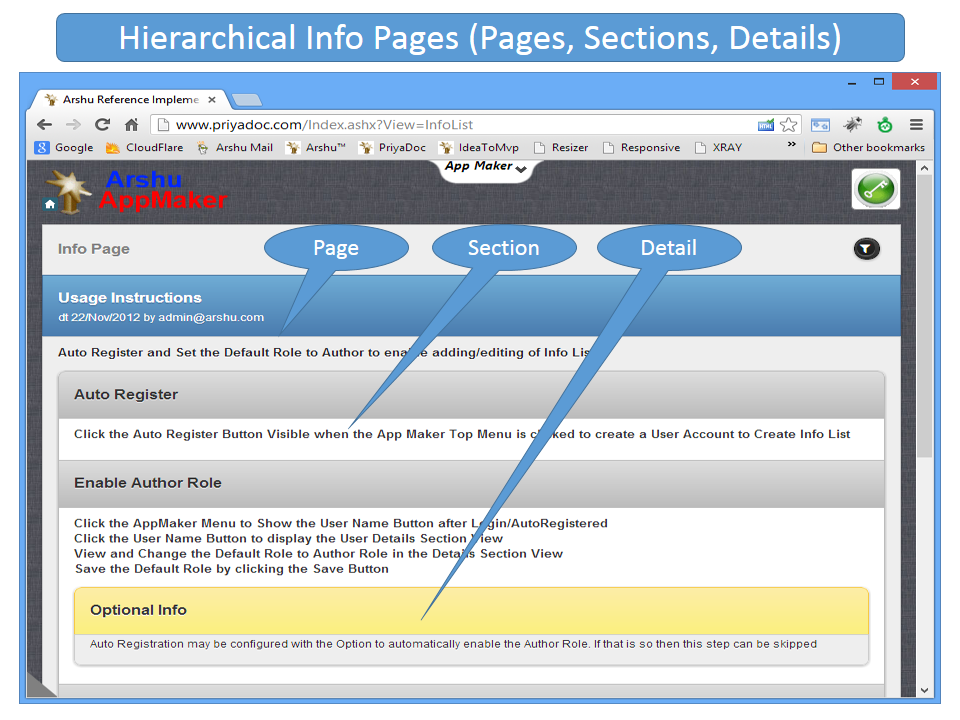 Hierarchical Info Pages (Pages, Sections, Details)
Arshu Reference Impleme
www.priyadoc.com/Index.ashx?View=InfoList
Google CloudFlare Arshu Mail Arshu™ PriyaDoc IdeaToMvp Resizer Responsive XRAY » Other bookmarks
App Maker
Arshu
AppMaker
Info Page
Page
Section
Detail
Usage Instructions
dt 22/Nov/2012 by admin@arshu.com
Auto Register and Set the Default Role to Author to enable adding/editing of Info Lis
Auto Register
Click the Auto Register Button Visible when the App Maker Top Menu is clicked to create a User Account to Create Info List
Enable Author Role
Click the AppMaker Menu to Show the User Name Button after Login/AutoRegistered
Click the User Name Button to display the User Details Section View
View and Change the Default Role to Author Role in the Details Section View
Save the Default Role by clicking the Save Button
Optional Info
Auto Registration may be configured with the Option to automatically enable the Author Role. If that is so then this step can be skipped